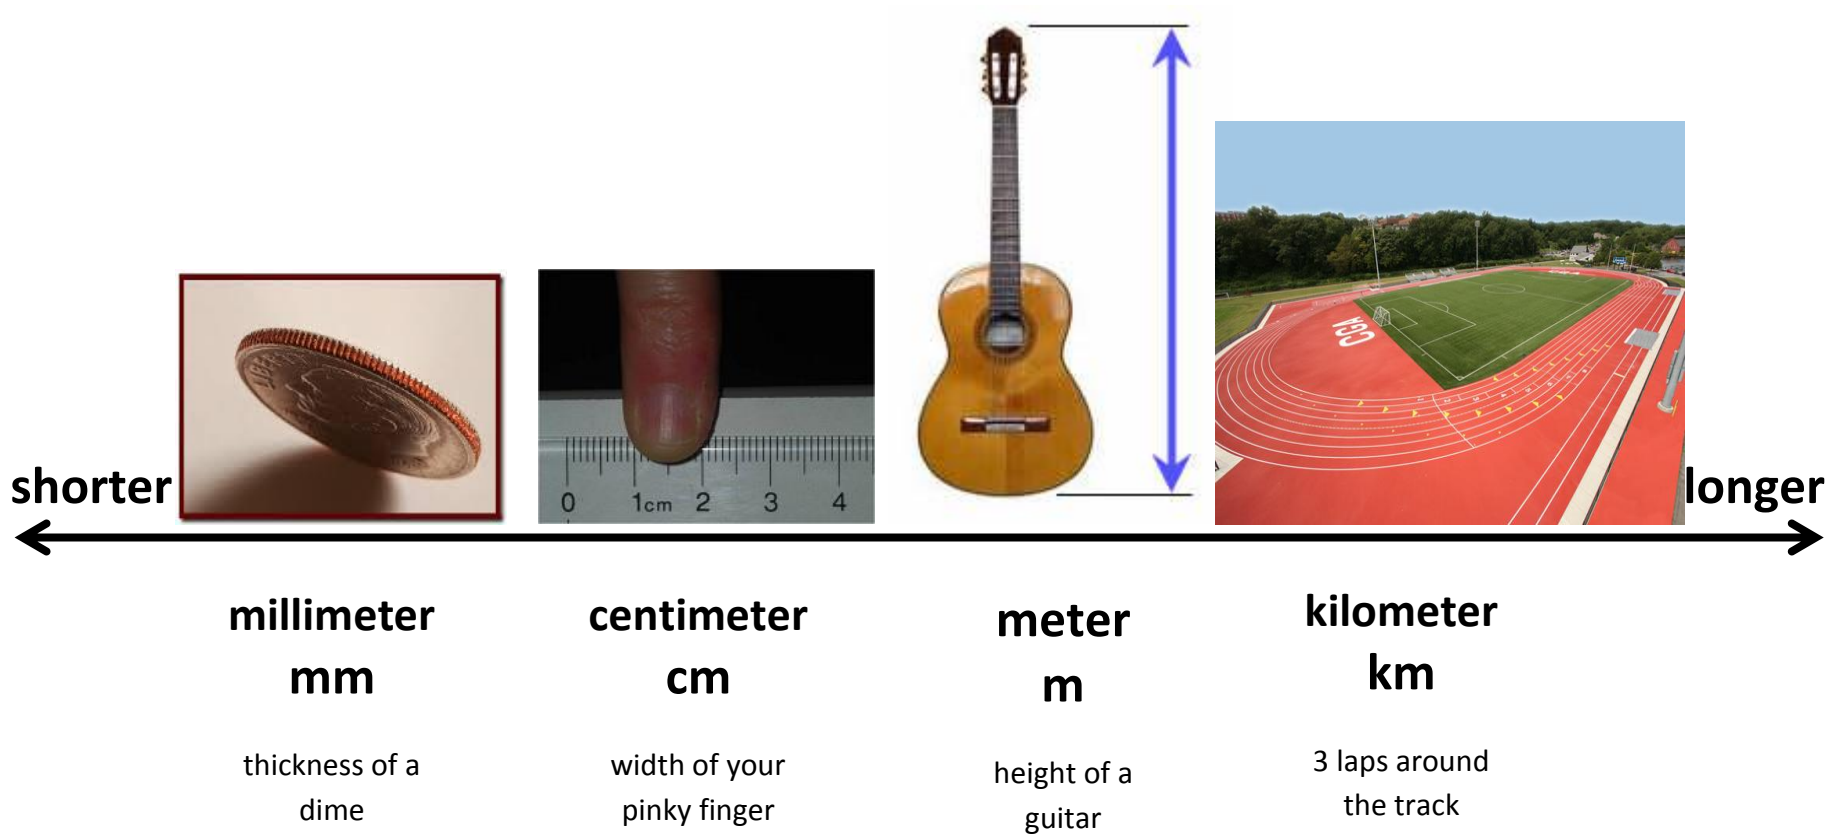 CGA
0 1cm 2 3 4
shorter
longer
millimeter
mm
centimeter
cm
meter
m
kilometer
km
thickness of a
dime
width of your
pinky finger
height of a
guitar
3 laps around
the track